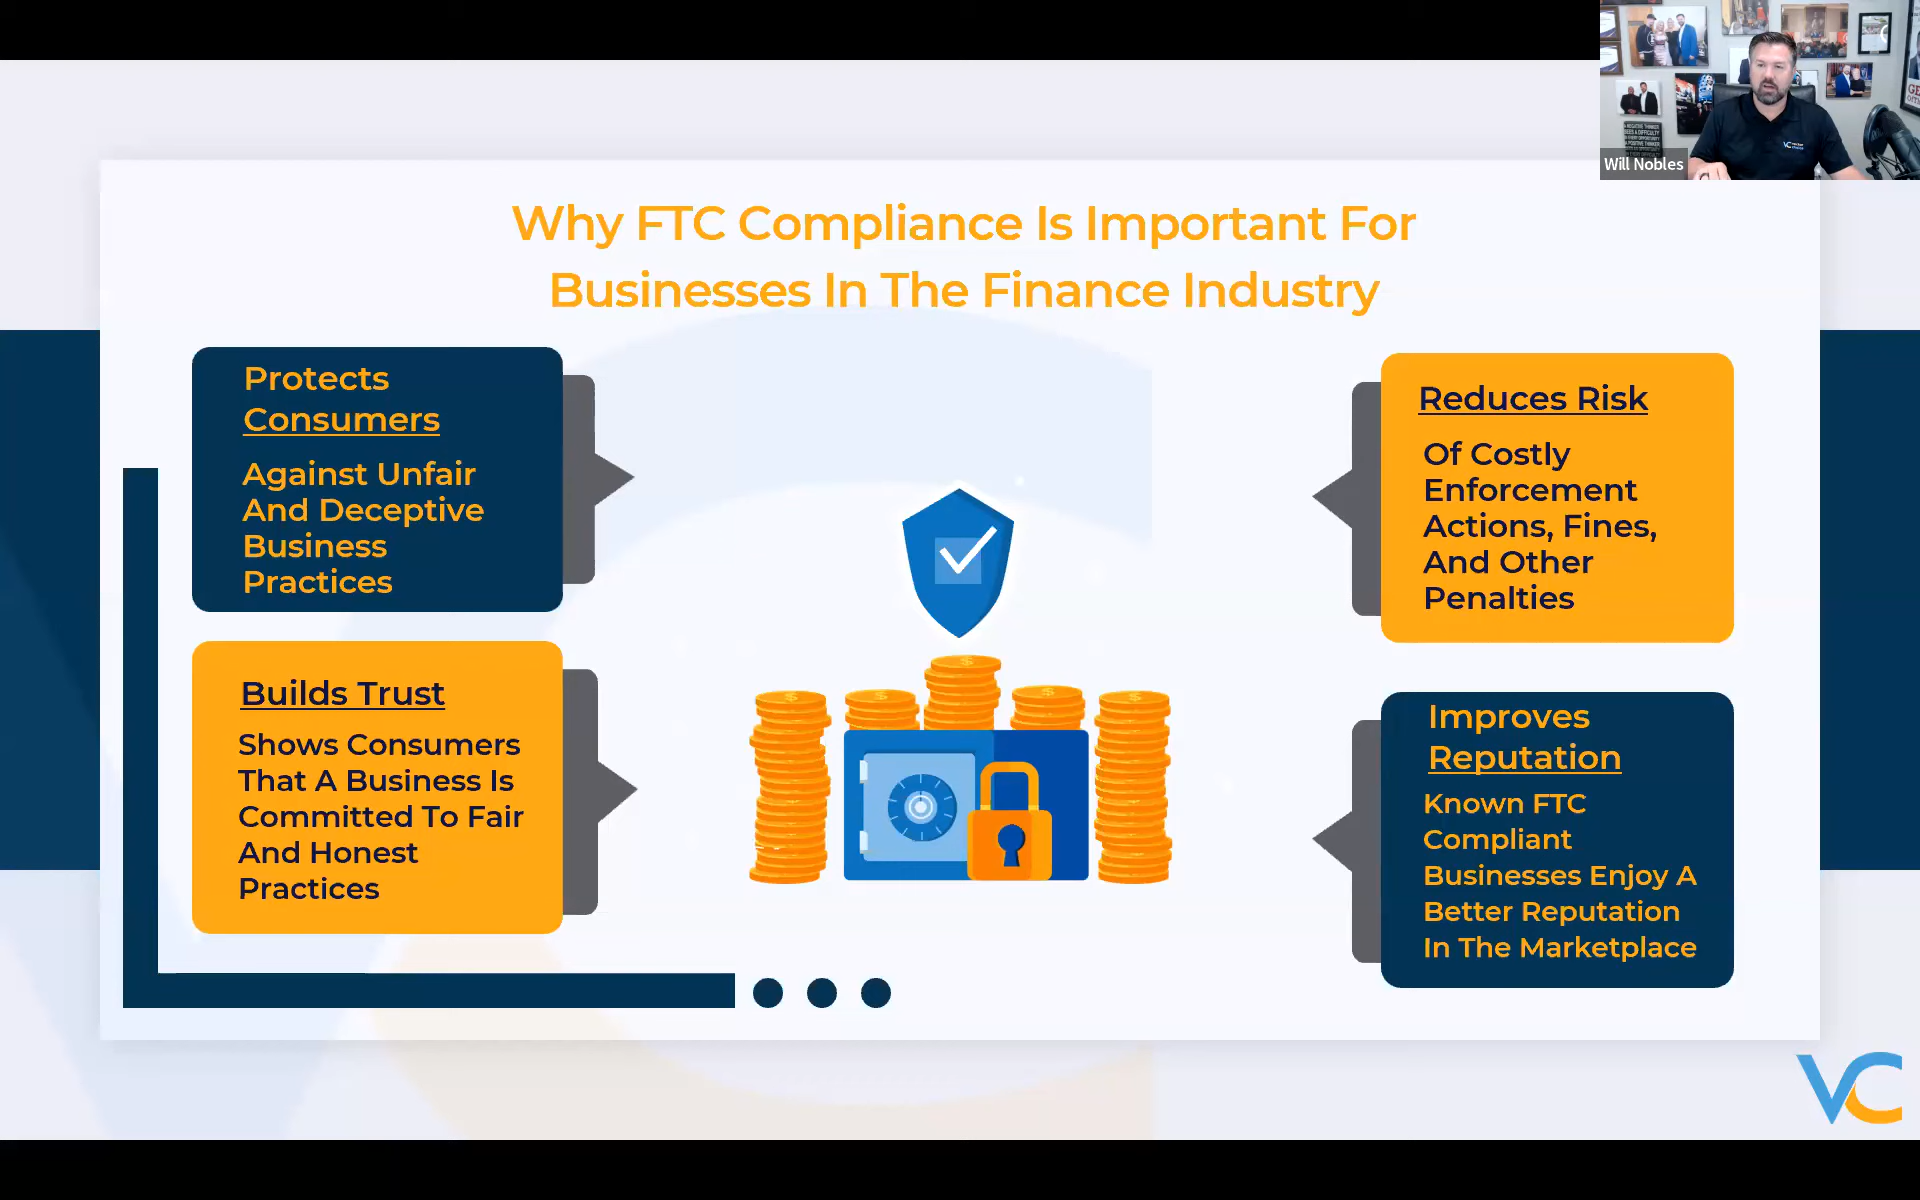 Will Nobles
Why FTC Compliance Is Important For
Businesses In The Finance Industry
Protects
Consumers
Against Unfair
And Deceptive
Business
Practices
Builds Trust
Shows Consumers
That A Business Is
Committed To Fair
And Honest
Practices
Reduces Risk
Of Costly
Enforcement
Actions, Fines,
And Other
Penalties
Improves
Reputation
Known FTC
Compliant
Businesses Enjoy A
Better Reputation
In The Marketplace
VC